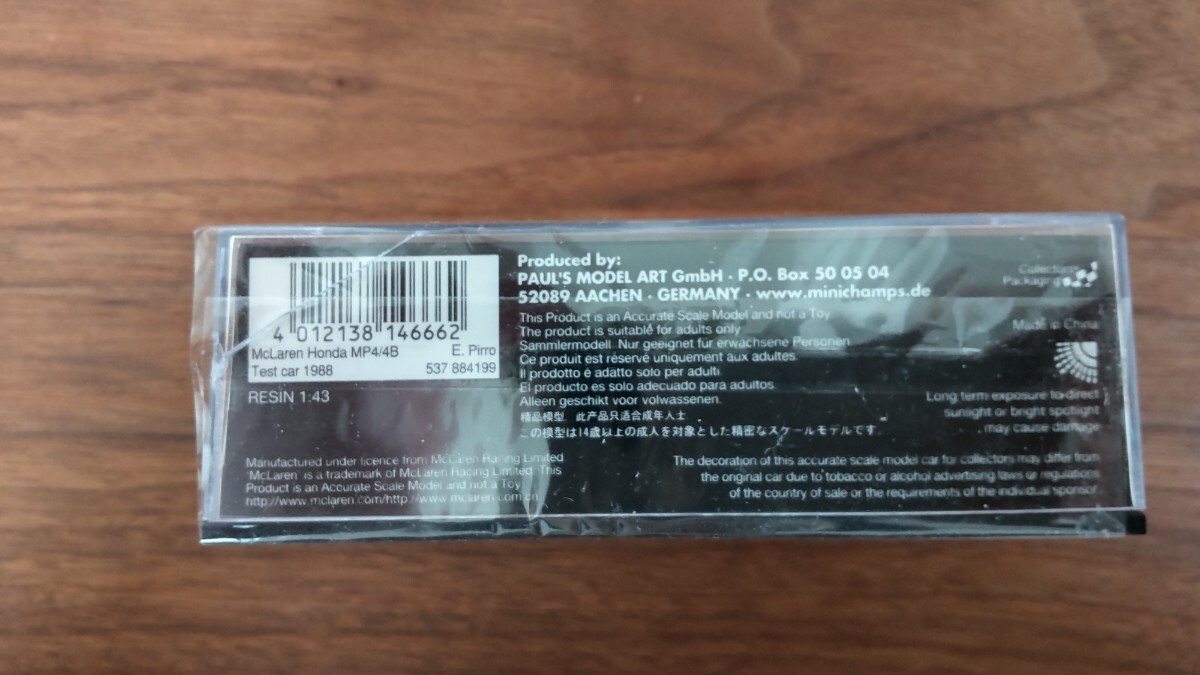 4 012138 146662
McLaren Honda MP4/4B E. Pirro
Test car 1988 537 884199
RESIN 1:43
Manufactured under licence from McLaren Racing Limited
'McLaren' is a trademark of McLaren Racing Limited. This
Product is an Accurate Scale Model and not a Toy
http://www.mclaren.com/http://www.mclaren.com.cn
Produced by:
PAUL'S MODEL ART GmbH · P.O. Box 50 05 04
52089 AACHEN · GERMANY · www.minichamps.de
This Product is an Accurate Scale Model and not a Toy.
The product is suitable for adults only
Sammlermodell. Nur geeignet für erwachsene Personen
Ce produit est réservé uniquement aux adultes.
Il prodotto é adatto solo per adulti.
El producto es solo adecuado para adultos.
Alleen geschikt voor volwassenen.
精品模型. 此产品只适合成年人士
この模型は14歳以上の成人を対象とした精密なスケールモデルです.
Collectors
Packaging
Made in China
Long term exposure to direct
sunlight or bright spotlight
may cause damage
The decoration of this accurate scale model car for collectors may differ from
the original car due to tobacco or alcohol advertising laws or regulations
of the country of sale or the requirements of the individual sponsor